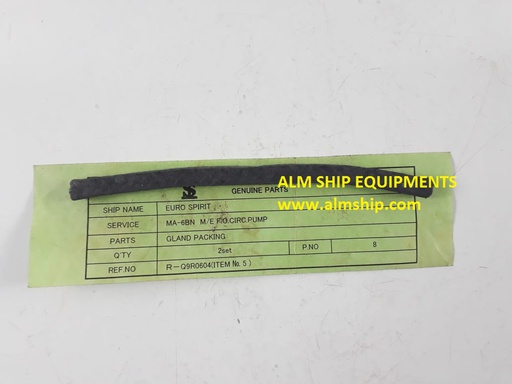 ALM SHIP EQUIPMENTS
www.almship.com
GENUINE PARTS
SHIP NAME EURO SPIRIT
SERVICE MA-6BN M/E F.O.CIRC.PUMP
PARTS GLAND PACKING
Q'TY 2set P.NO 8
REF.NO R-Q9R0604(ITEM No. 5)